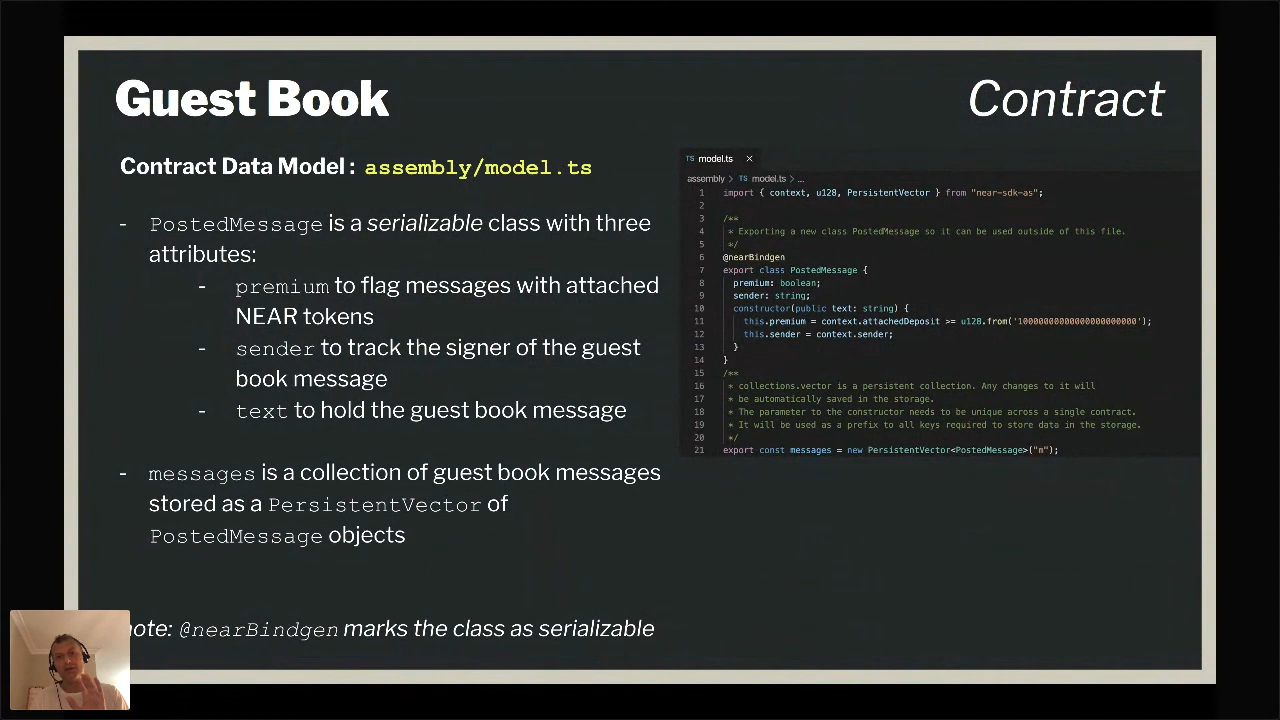 Guest Book
Contract
Contract Data Model : assembly/model.ts
- PostedMessage is a serializable class with three
attributes:
- premium to flag messages with attached
NEAR tokens
- sender to track the signer of the guest
book message
- text to hold the guest book message
- messages is a collection of guest book messages
stored as a PersistentVector of
PostedMessage objects
note: @nearBindgen marks the class as serializable
TS model.ts ×
assembly > TS model.ts > ...
1 import { context, u128, PersistentVector } from "near-sdk-as";
2
3 /**
4 * Exporting a new class PostedMessage so it can be used outside of this file.
5 */
6 @nearBindgen
7 export class PostedMessage {
8 premium: boolean;
9 sender: string;
10 constructor(public text: string) {
11 this.premium = context.attachedDeposit >= u128.from('10000000000000000000000');
12 this.sender = context.sender;
13 }
14 }
15 /**
16 * collections.vector is a persistent collection. Any changes to it will
17 * be automatically saved in the storage.
18 * The parameter to the constructor needs to be unique across a single contract.
19 * It will be used as a prefix to all keys required to store data in the storage.
20 */
21 export const messages = new PersistentVector<PostedMessage>("m");